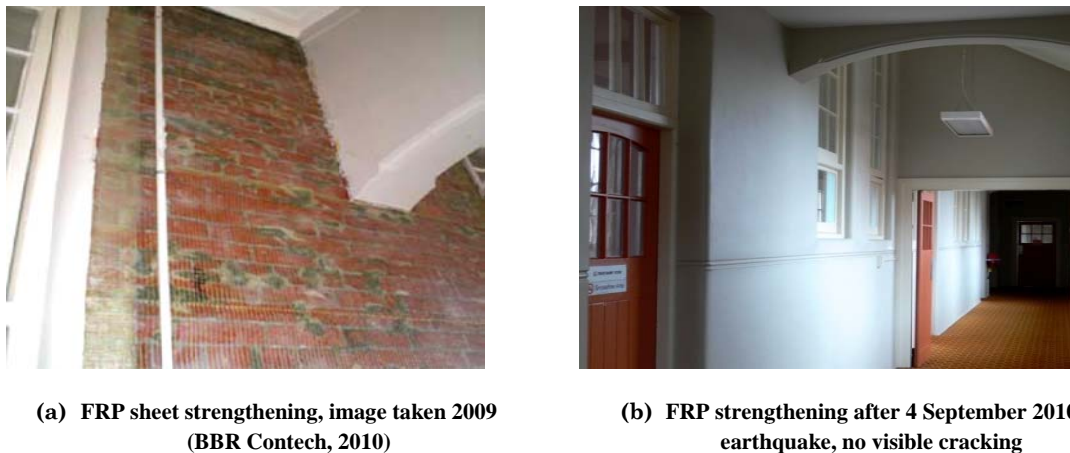 (a) FRP sheet strengthening, image taken 2009
(BBR Contech, 2010)
(b) FRP strengthening after 4 September 2010
earthquake, no visible cracking